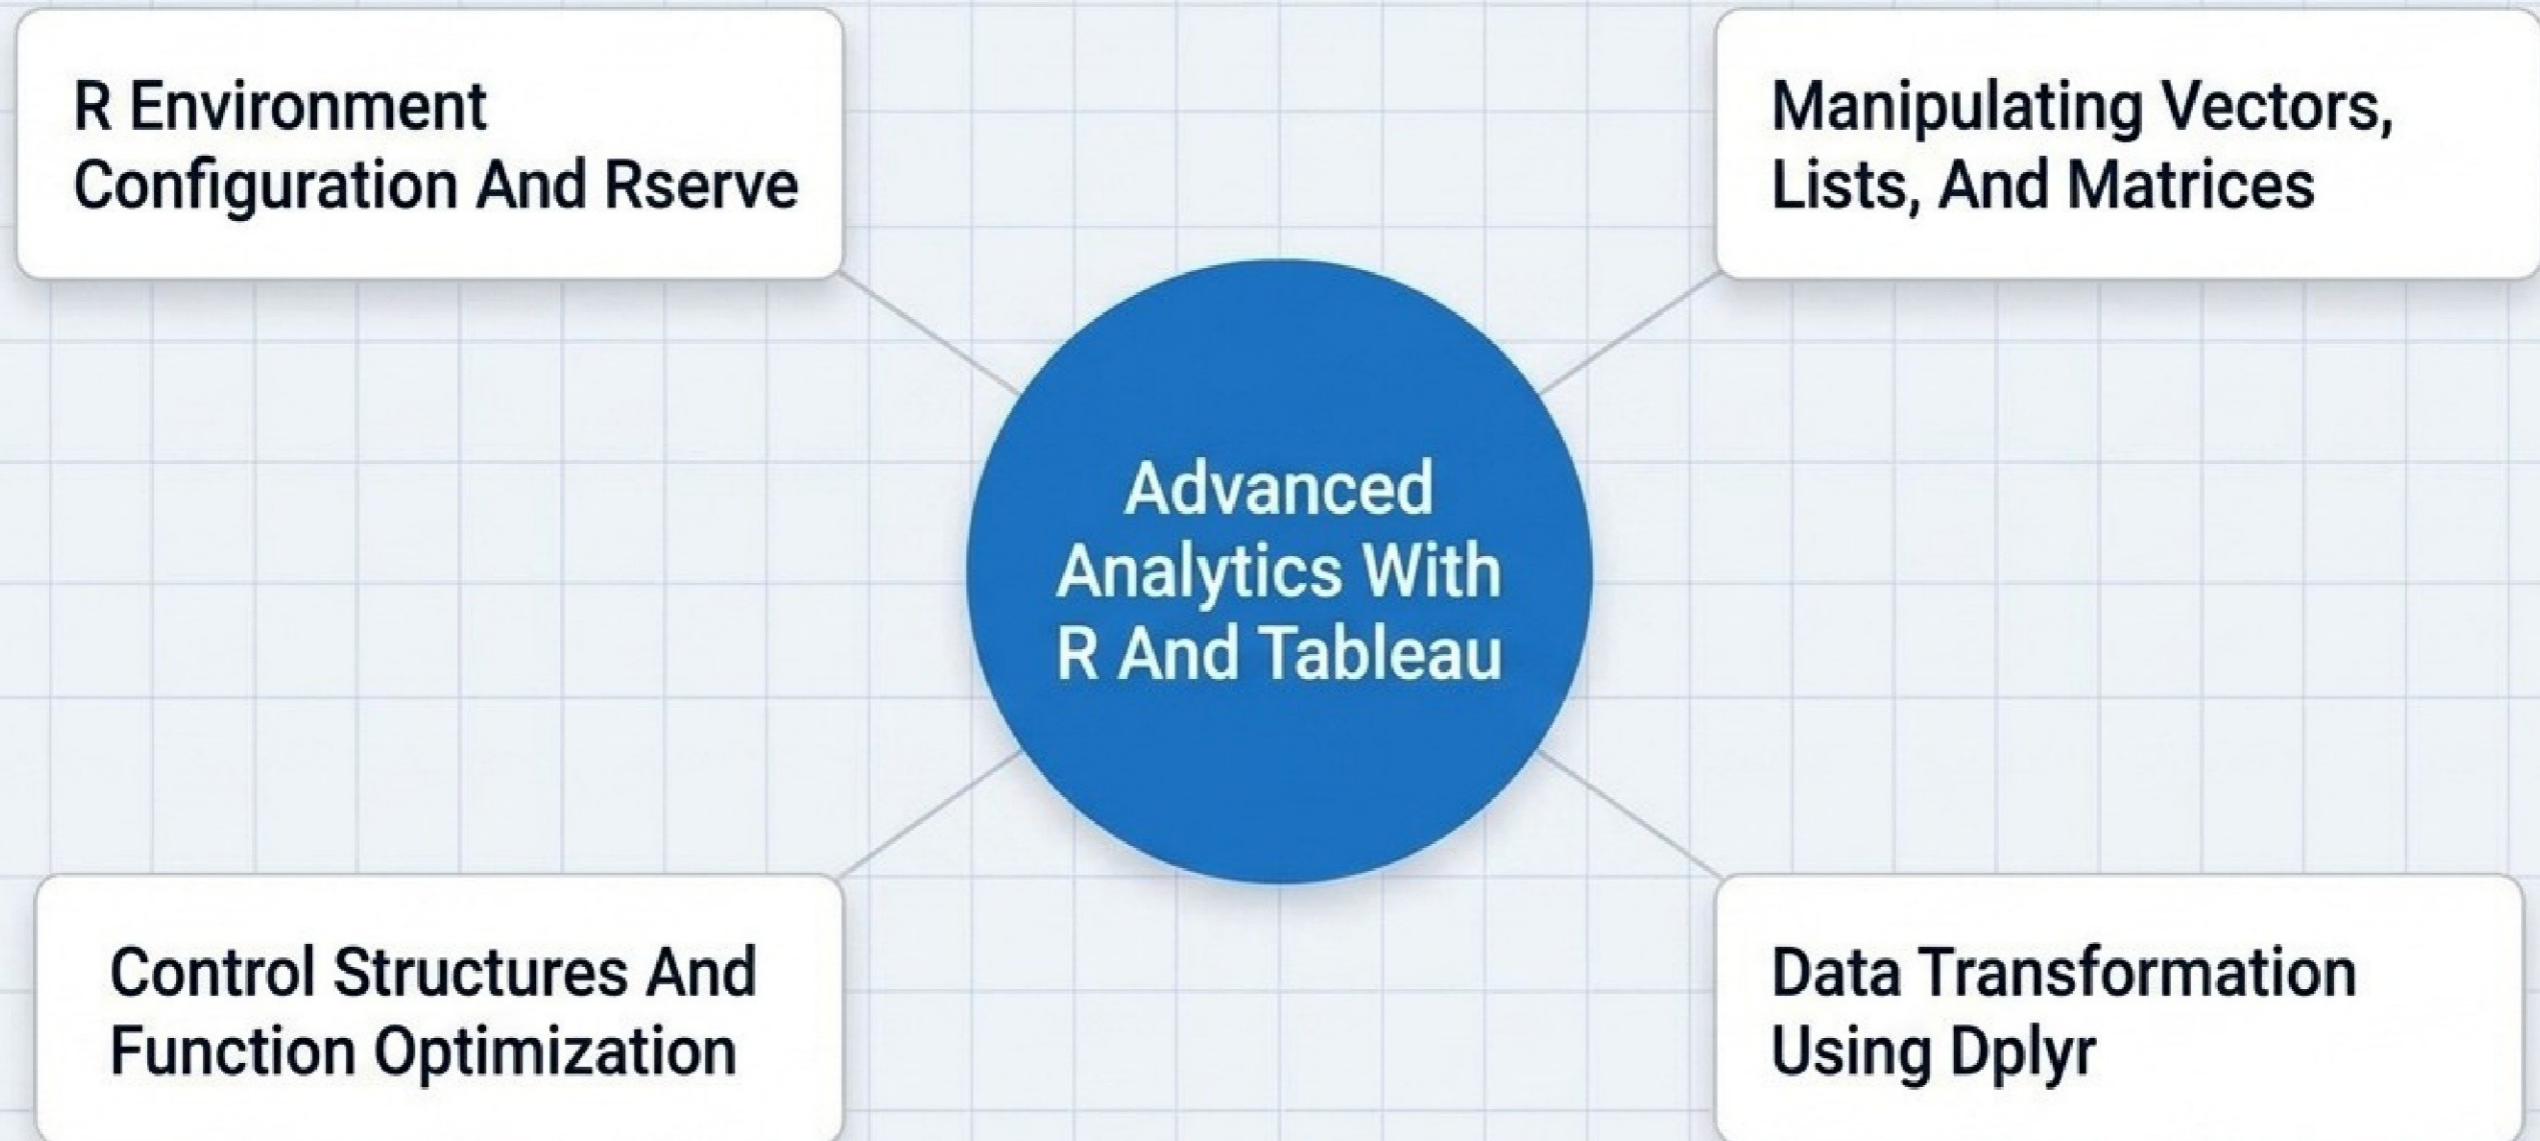 R Environment
Configuration And Rserve
Manipulating Vectors,
Lists, And Matrices
Advanced
Analytics With
R And Tableau
Control Structures And
Function Optimization
Data Transformation
Using Dplyr